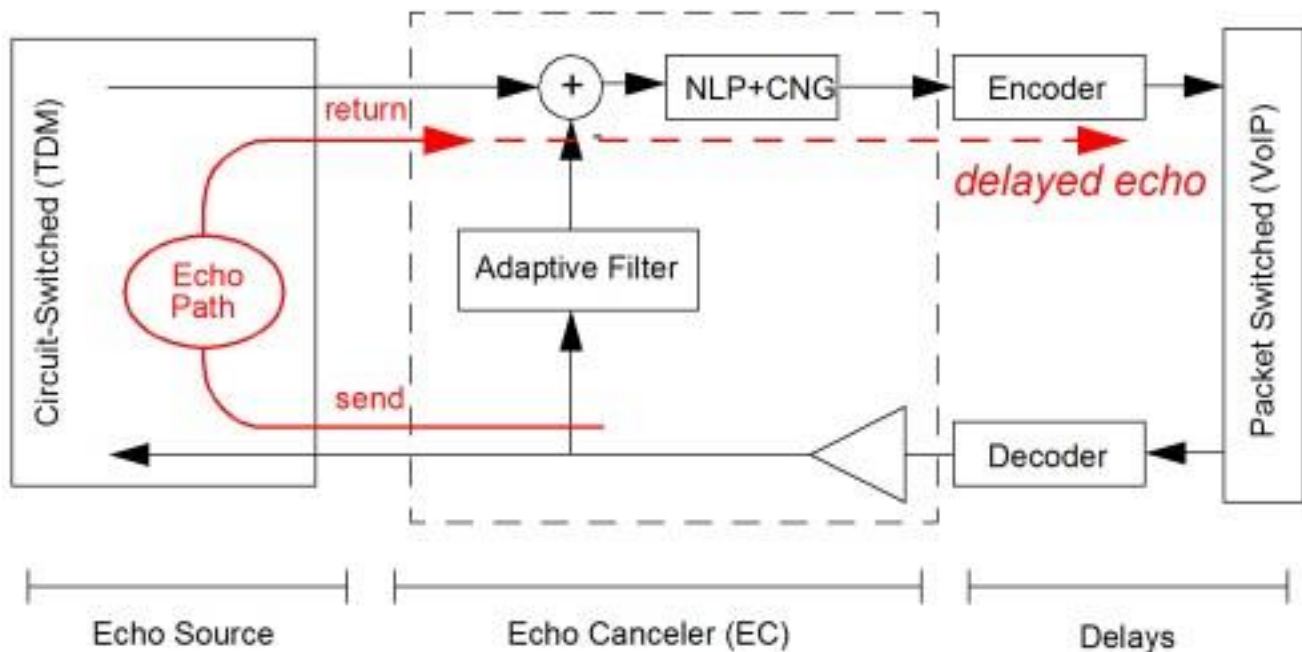 Circuit-Switched (TDM)
return
Echo
Path
send
+
NLP+CNG
Adaptive Filter
Encoder
delayed echo
Decoder
Packet Switched (VoIP)
Echo Source
Echo Canceler (EC)
Delays